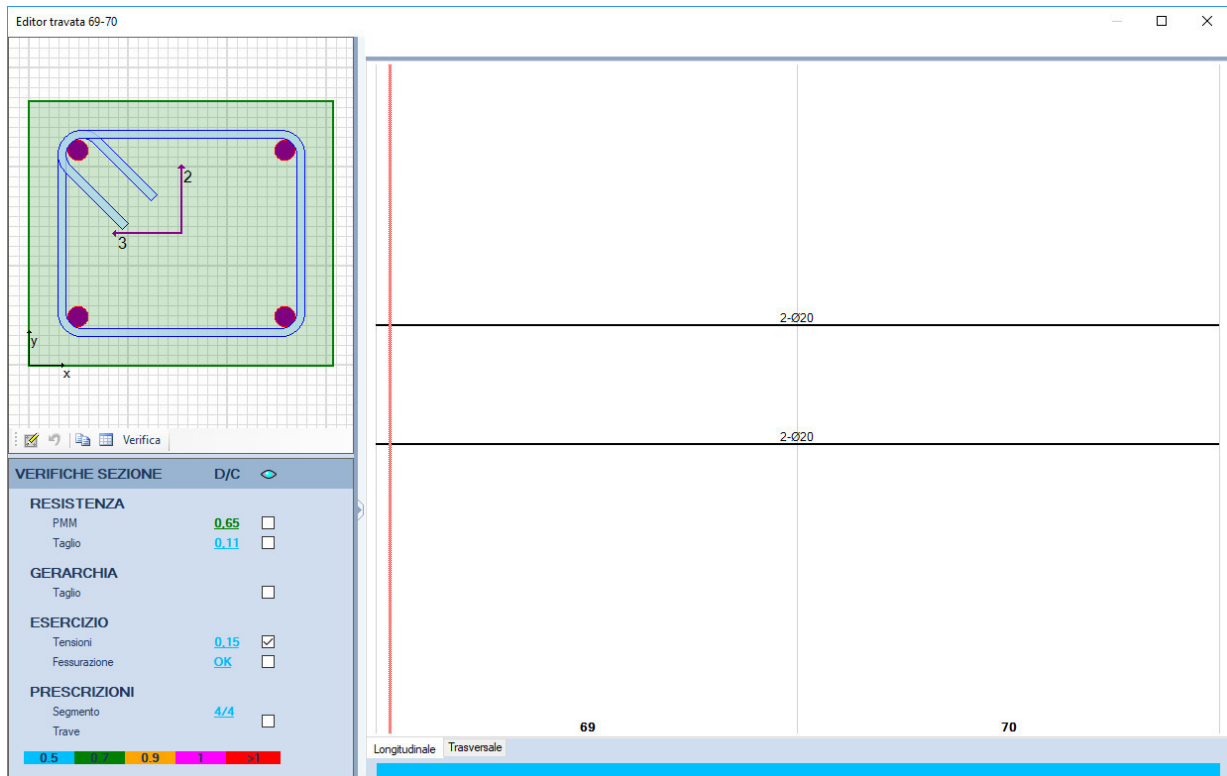 Editor travata 69-70
2
3
y
x
Verifica
VERIFICHE SEZIONE D/C
RESISTENZA
PMM 0,65
Taglio 0,11
GERARCHIA
Taglio
ESERCIZIO
Tensioni 0,15
Fessurazione OK
PRESCRIZIONI
Segmento 4/4
Trave
0.5 0.7 0.9 1 >1
2-Ø20
2-Ø20
69 70
Longitudinale Trasversale